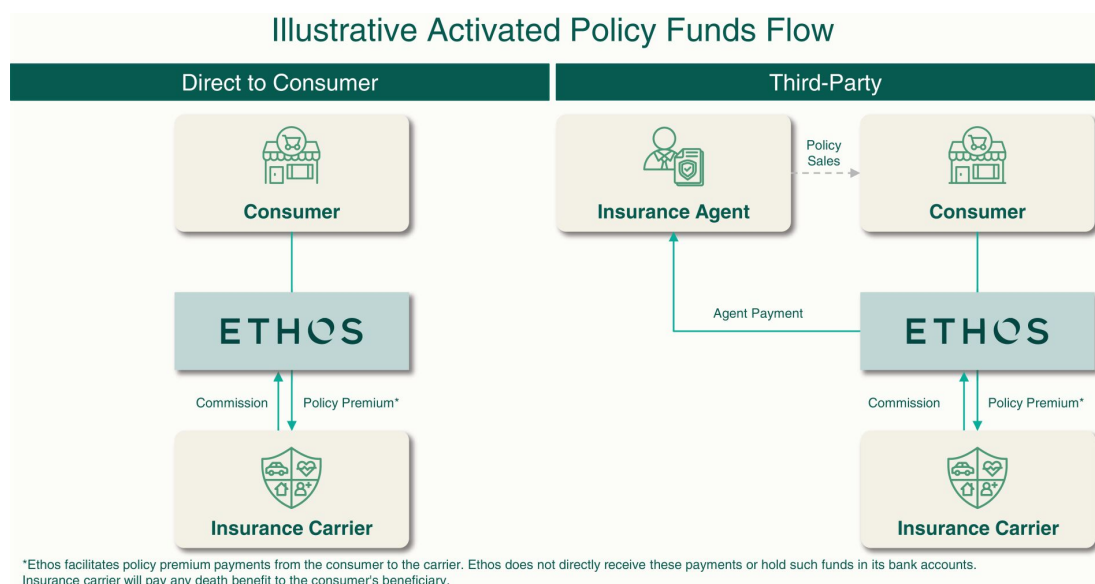 Illustrative Activated Policy Funds Flow
Direct to Consumer
Third-Party
Consumer
Insurance Agent
Policy
Sales
Consumer
ETHOS
Agent Payment
ETHOS
Commission
Policy Premium*
Commission
Policy Premium*
Insurance Carrier
Insurance Carrier
*Ethos facilitates policy premium payments from the consumer to the carrier. Ethos does not directly receive these payments or hold such funds in its bank accounts.
Insurance carrier will pay any death benefit to the consumer's beneficiary.